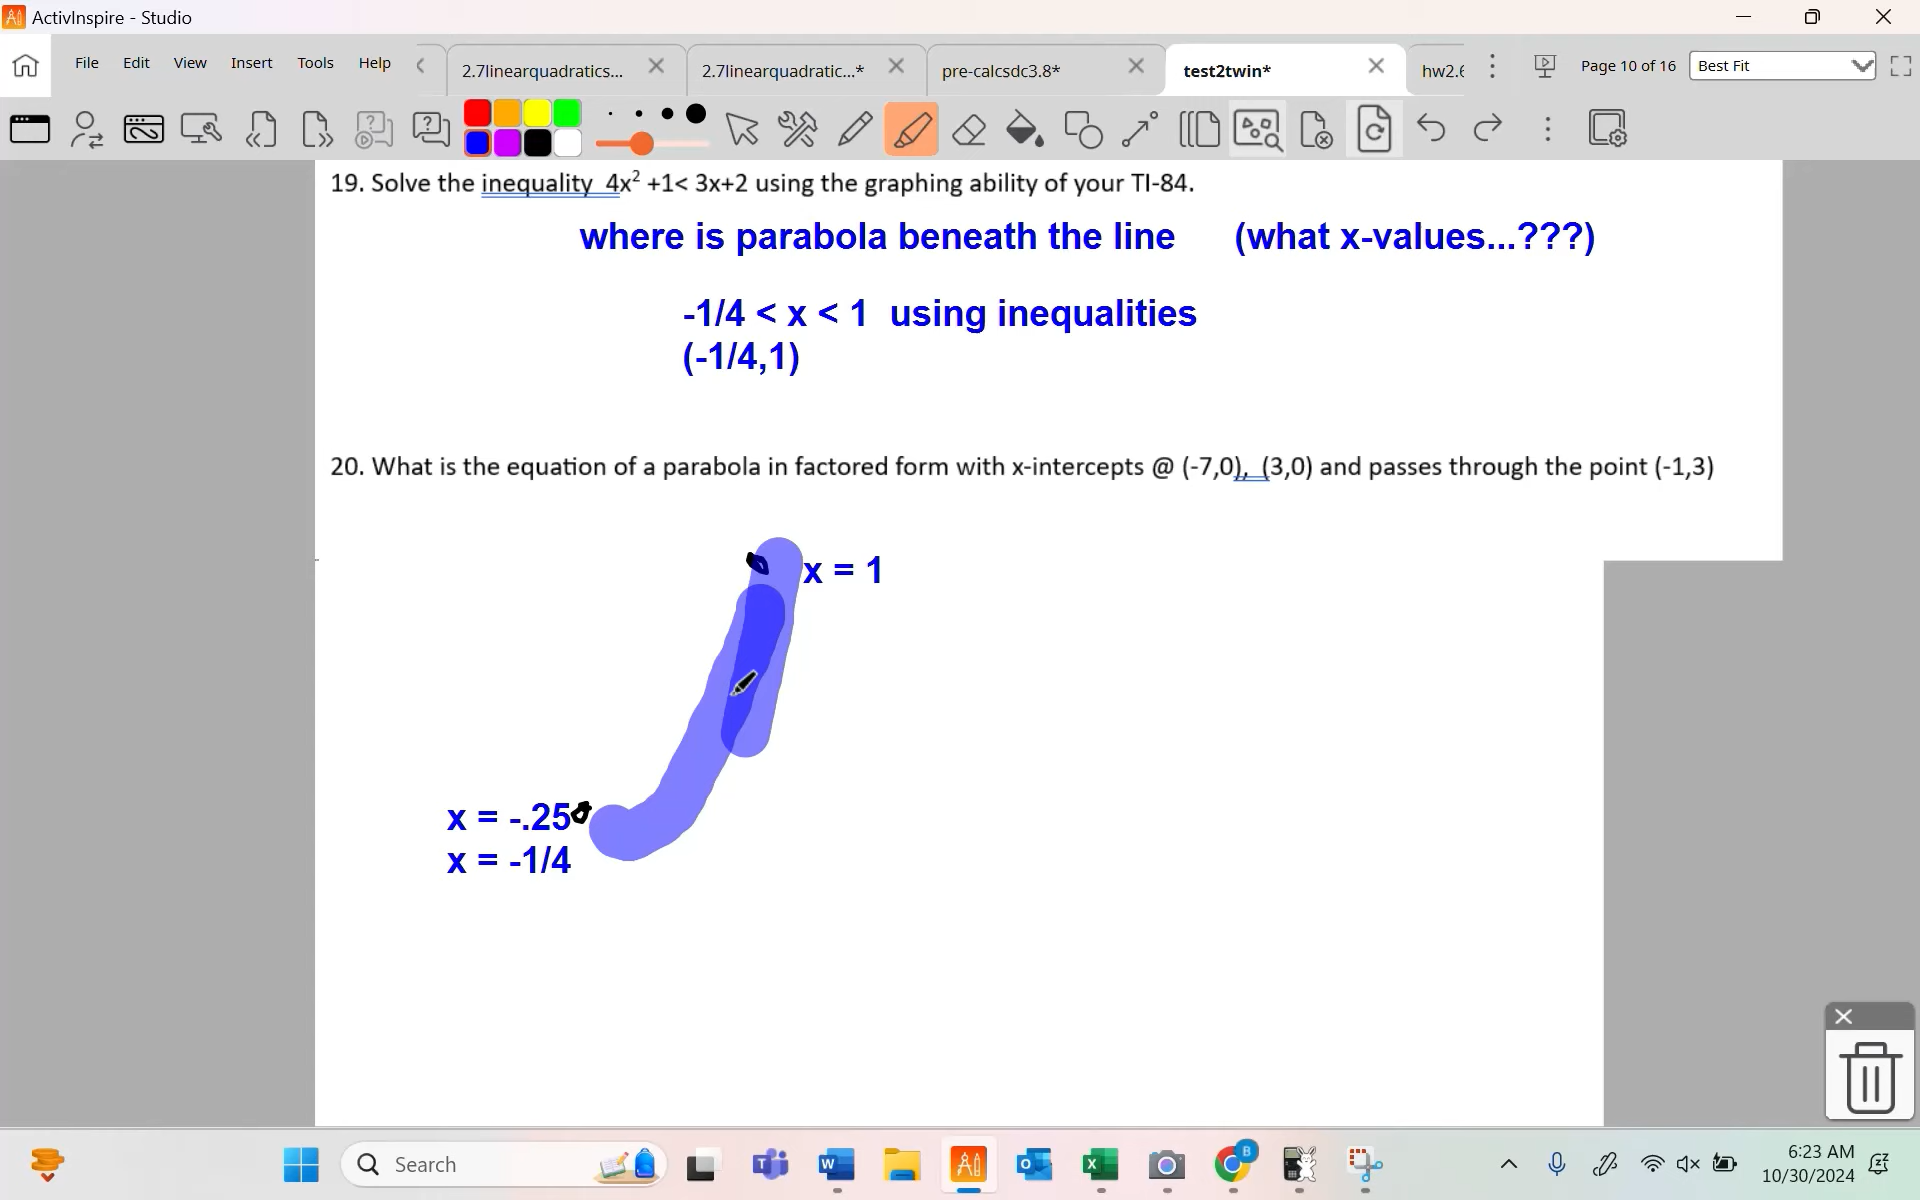 ActivInspire - Studio
File Edit View Insert Tools Help
2.7linearquadratics...
2.7linearquadratic...*
pre-calcsdc3.8*
test2twin*
hw2.6
Page 10 of 16
Best Fit
19. Solve the inequality 4x² +1< 3x+2 using the graphing ability of your TI-84.
where is parabola beneath the line (what x-values...???)
-1/4 < x < 1 using inequalities
(-1/4,1)
20. What is the equation of a parabola in factored form with x-intercepts @ (-7,0), (3,0) and passes through the point (-1,3)
x = 1
x = -.25
x = -1/4
Search
6:23 AM
10/30/2024